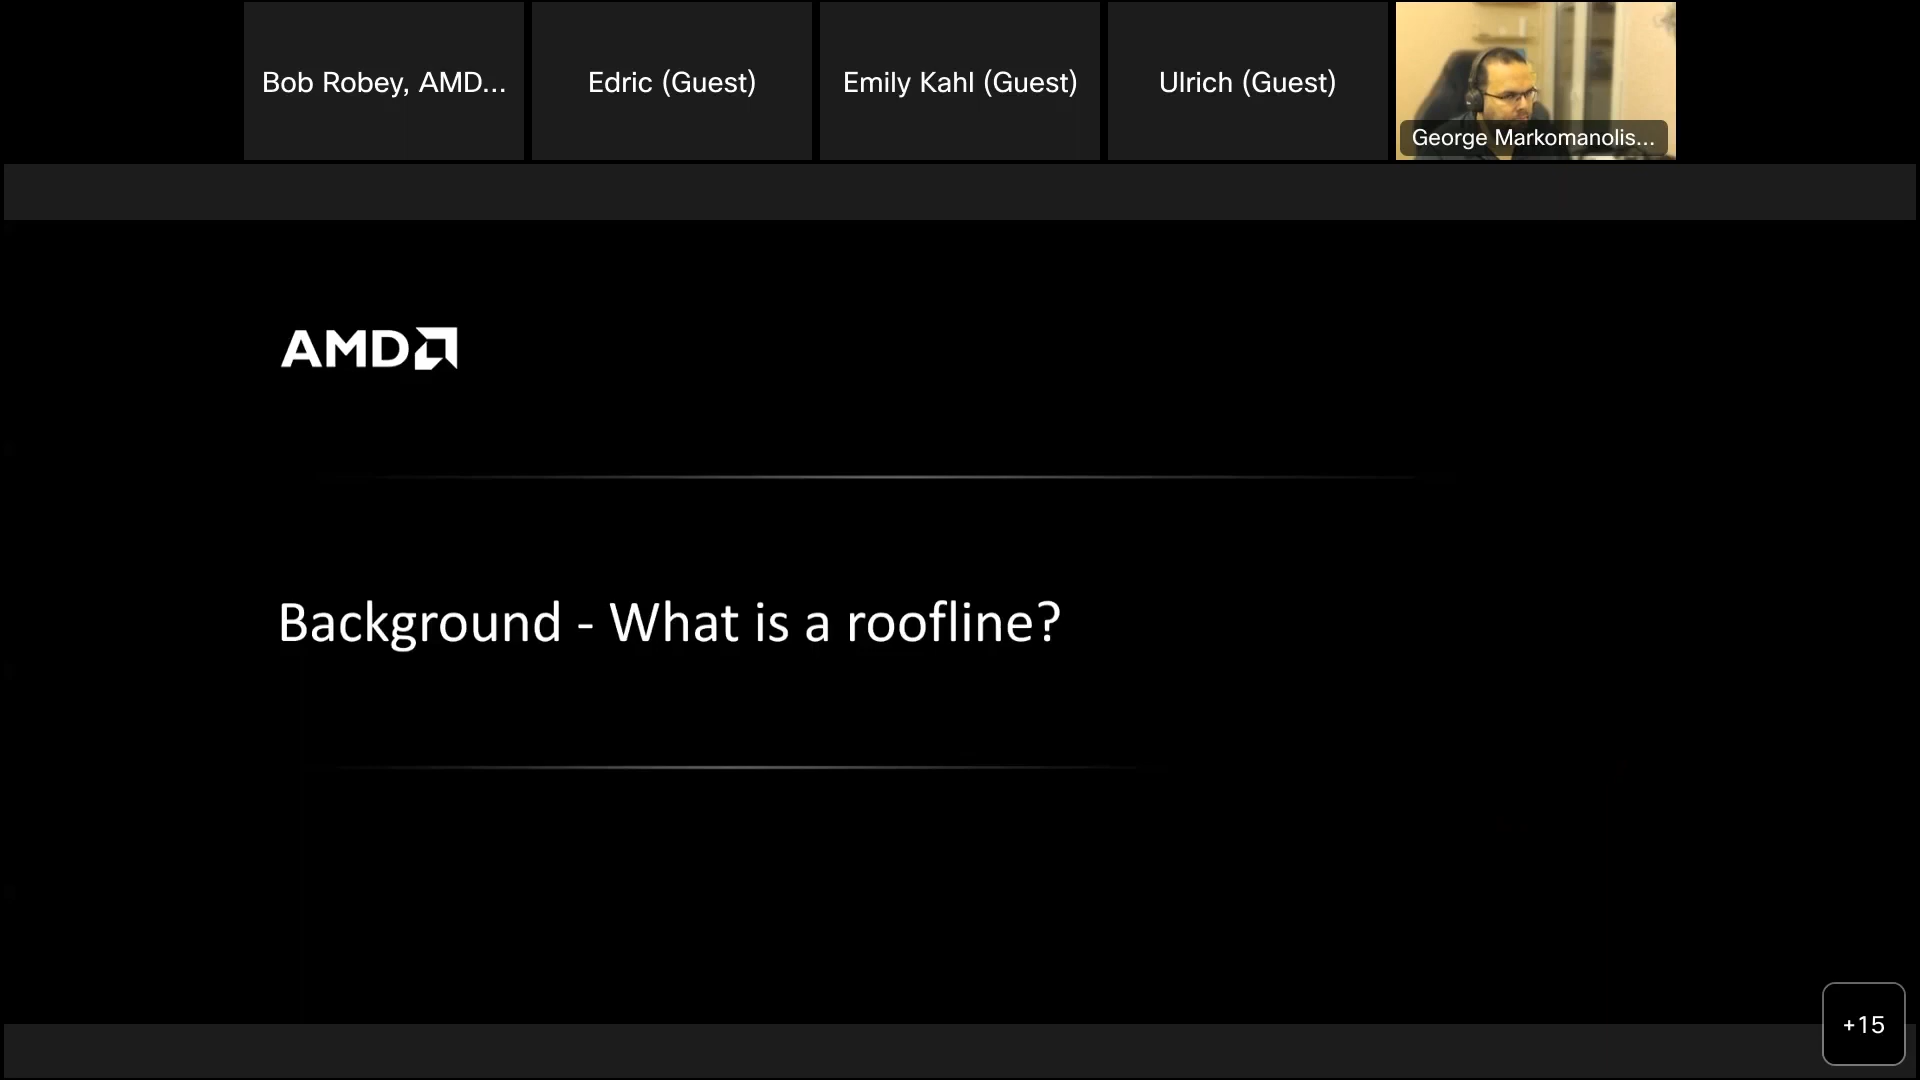 Bob Robey, AMD...
Edric (Guest)
Emily Kahl (Guest)
Ulrich (Guest)
George Markomanolis...
AMD
Background - What is a roofline?
+15